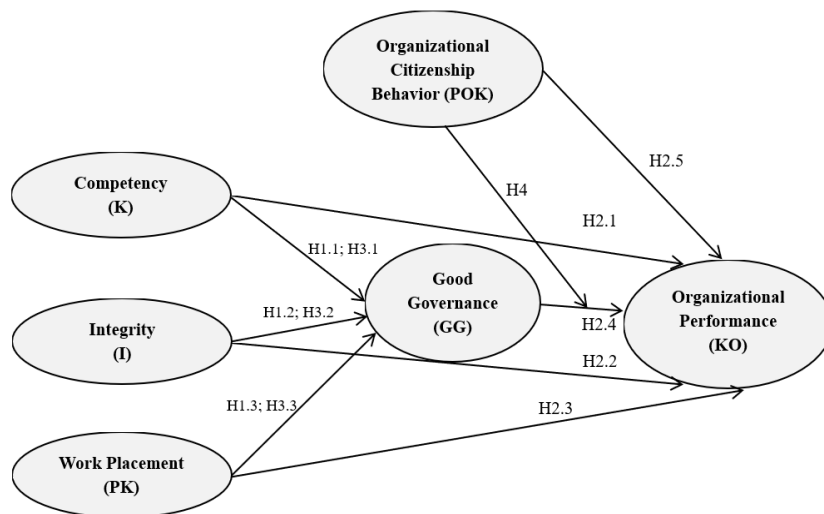 Organizational
Citizenship
Behavior (POK)
H2.5
H4
Competency
(K)
H2.1
H1.1; H3.1
Good
Governance
(GG)
Organizational
Performance
(KO)
H1.2; H3.2
Integrity
(I)
H2.4
H2.2
H1.3; H3.3
H2.3
Work Placement
(PK)